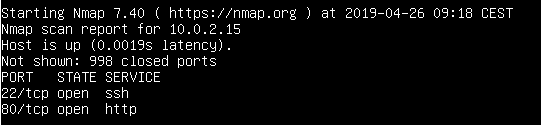 Starting Nmap 7.40 ( https://nmap.org ) at 2019-04-26 09:18 CEST
Nmap scan report for 10.0.2.15
Host is up (0.0019s latency).
Not shown: 998 closed ports
PORT   STATE SERVICE
22/tcp open  ssh
80/tcp open  http